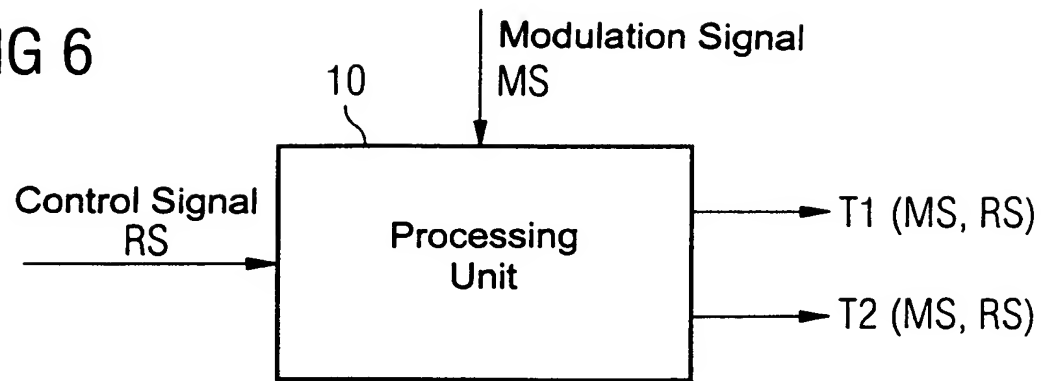 IG 6
Modulation Signal
MS
10
Control Signal
RS
Processing
Unit
T1 (MS, RS)
T2 (MS, RS)